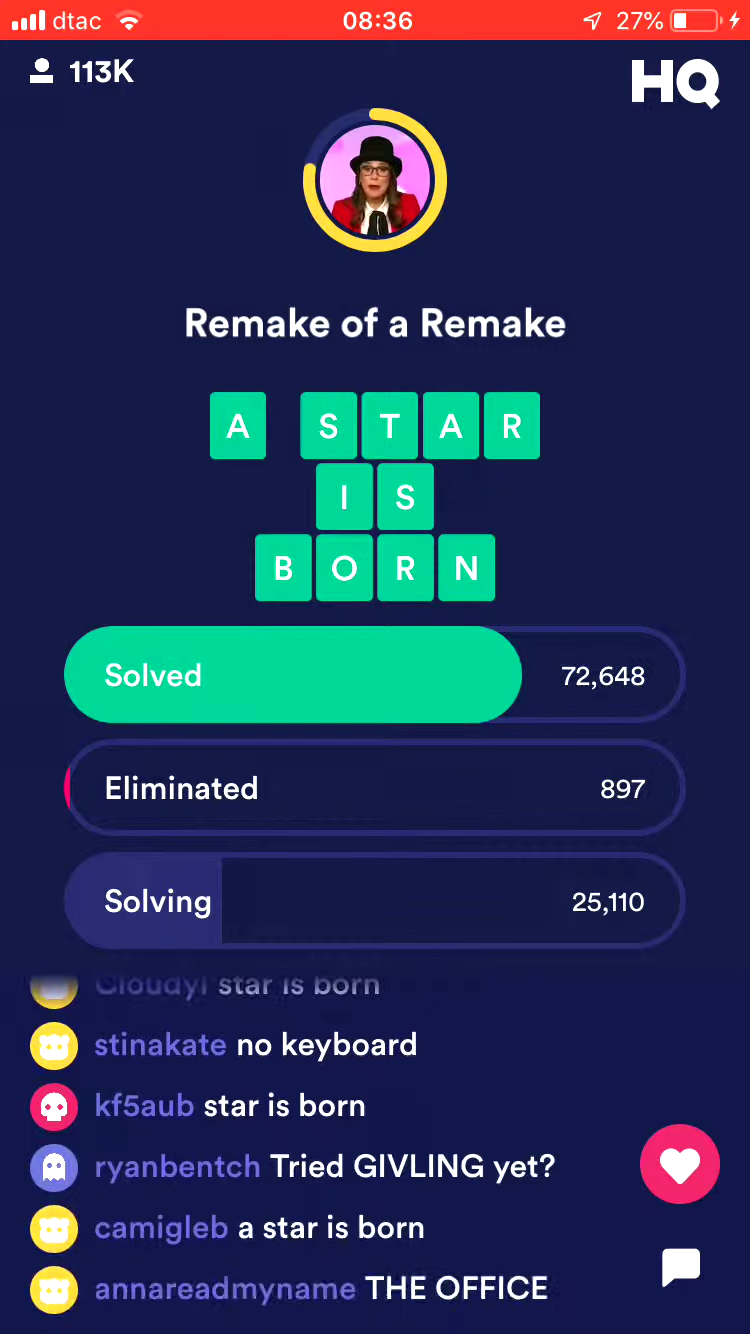 dtac 08:36 27%
113K HQ
Remake of a Remake
A STAR
IS
BORN
Solved 72,648
Eliminated 897
Solving 25,110
Cloudyl star is born
stinakate no keyboard
kf5aub star is born
ryanbentch Tried GIVLING yet?
camigleb a star is born
annareadmyname THE OFFICE